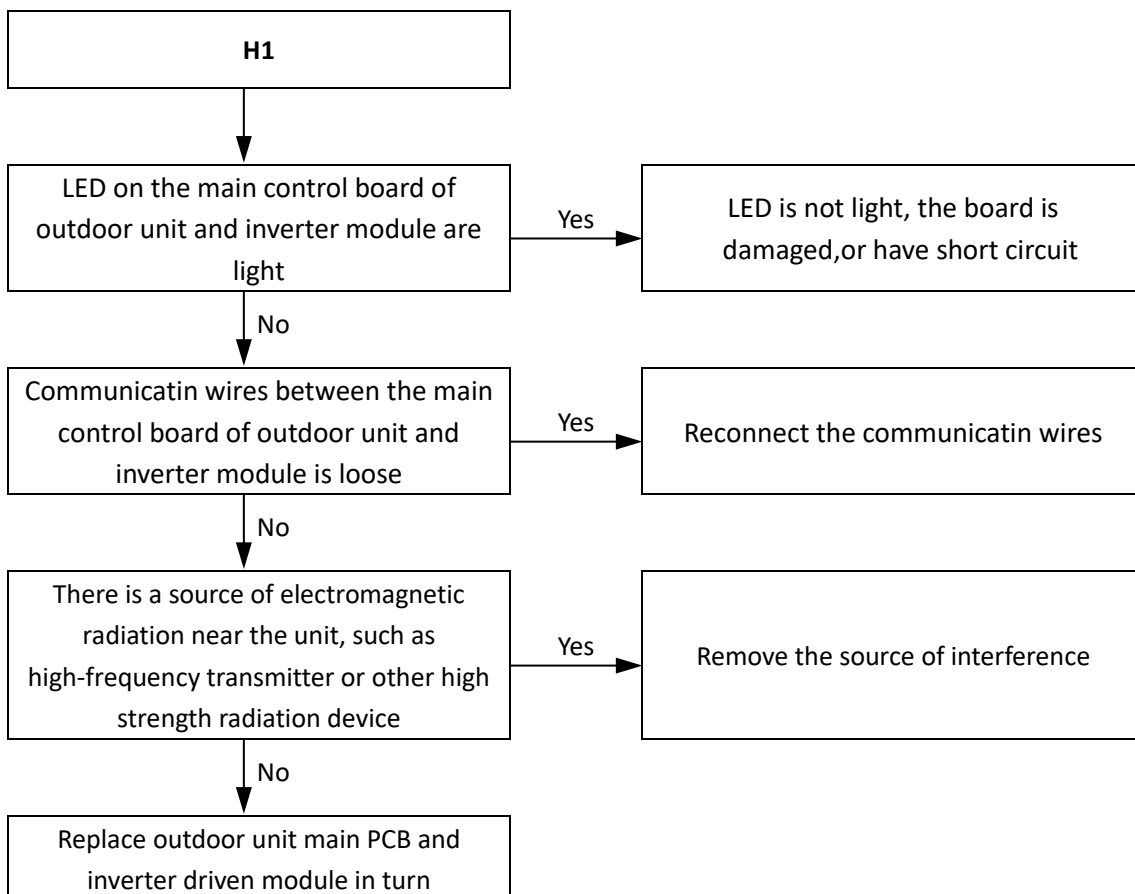 H1
LED on the main control board of
outdoor unit and inverter module are
light
Yes
LED is not light, the board is
damaged,or have short circuit
No
Communicatin wires between the main
control board of outdoor unit and
inverter module is loose
Yes
Reconnect the communicatin wires
No
There is a source of electromagnetic
radiation near the unit, such as
high-frequency transmitter or other high
strength radiation device
Yes
Remove the source of interference
No
Replace outdoor unit main PCB and
inverter driven module in turn